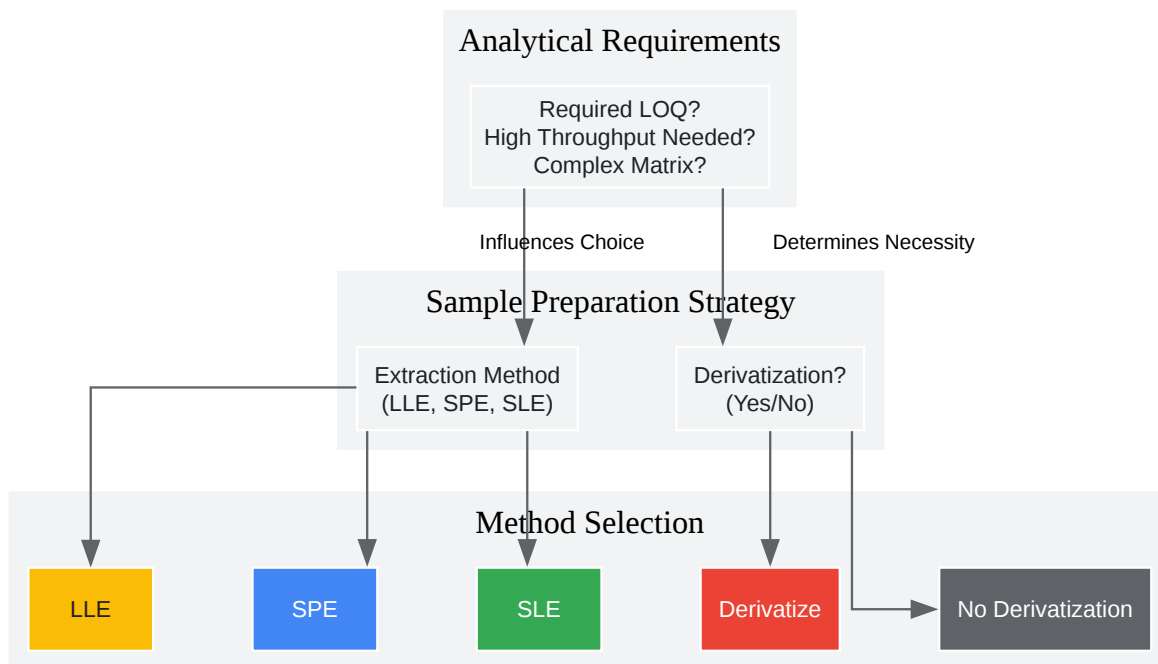 Analytical Requirements
Required LOQ?
High Throughput Needed?
Complex Matrix?
Influences Choice
Determines Necessity
Sample Preparation Strategy
Extraction Method
(LLE, SPE, SLE)
Derivatization?
(Yes/No)
Method Selection
LLE
SPE
SLE
Derivatize
No Derivatization